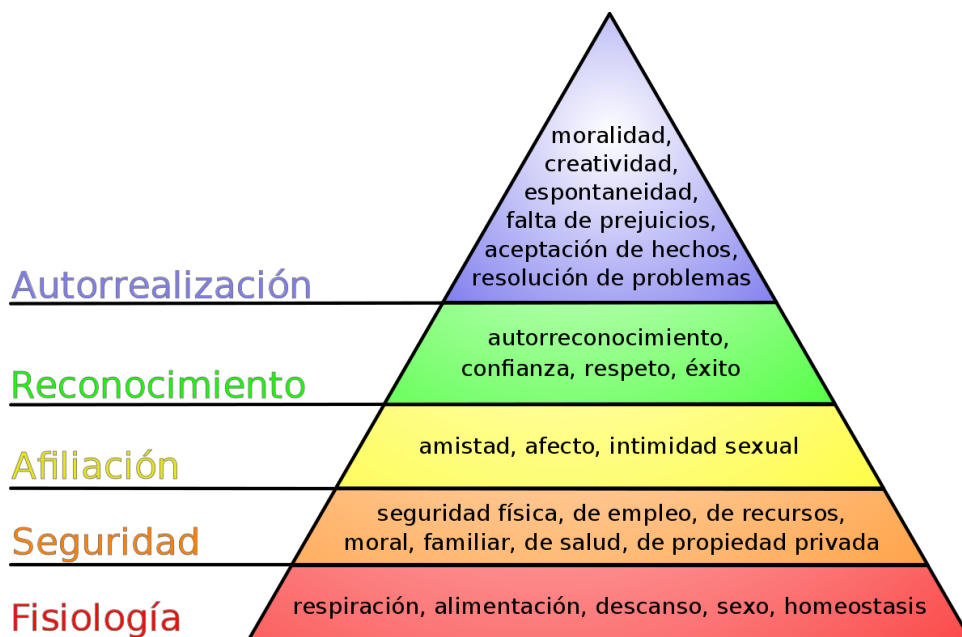 moralidad,
creatividad,
espontaneidad,
falta de prejuicios,
aceptación de hechos,
resolución de problemas
Autorrealización
autorreconocimiento,
confianza, respeto, éxito
Reconocimiento
amistad, afecto, intimidad sexual
Afiliación
seguridad física, de empleo, de recursos,
moral, familiar, de salud, de propiedad privada
Seguridad
respiración, alimentación, descanso, sexo, homeostasis
Fisiología